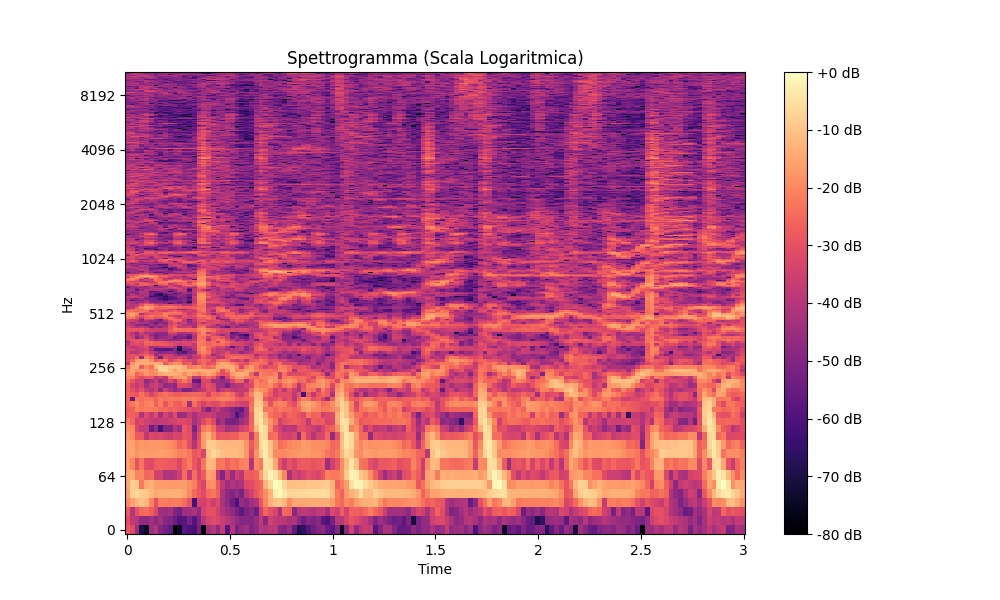 Spettrogramma (Scala Logaritmica)
Hz
8192
4096
2048
1024
512
256
128
64
0
0 0.5 1 1.5 2 2.5 3
Time
+0 dB
-10 dB
-20 dB
-30 dB
-40 dB
-50 dB
-60 dB
-70 dB
-80 dB